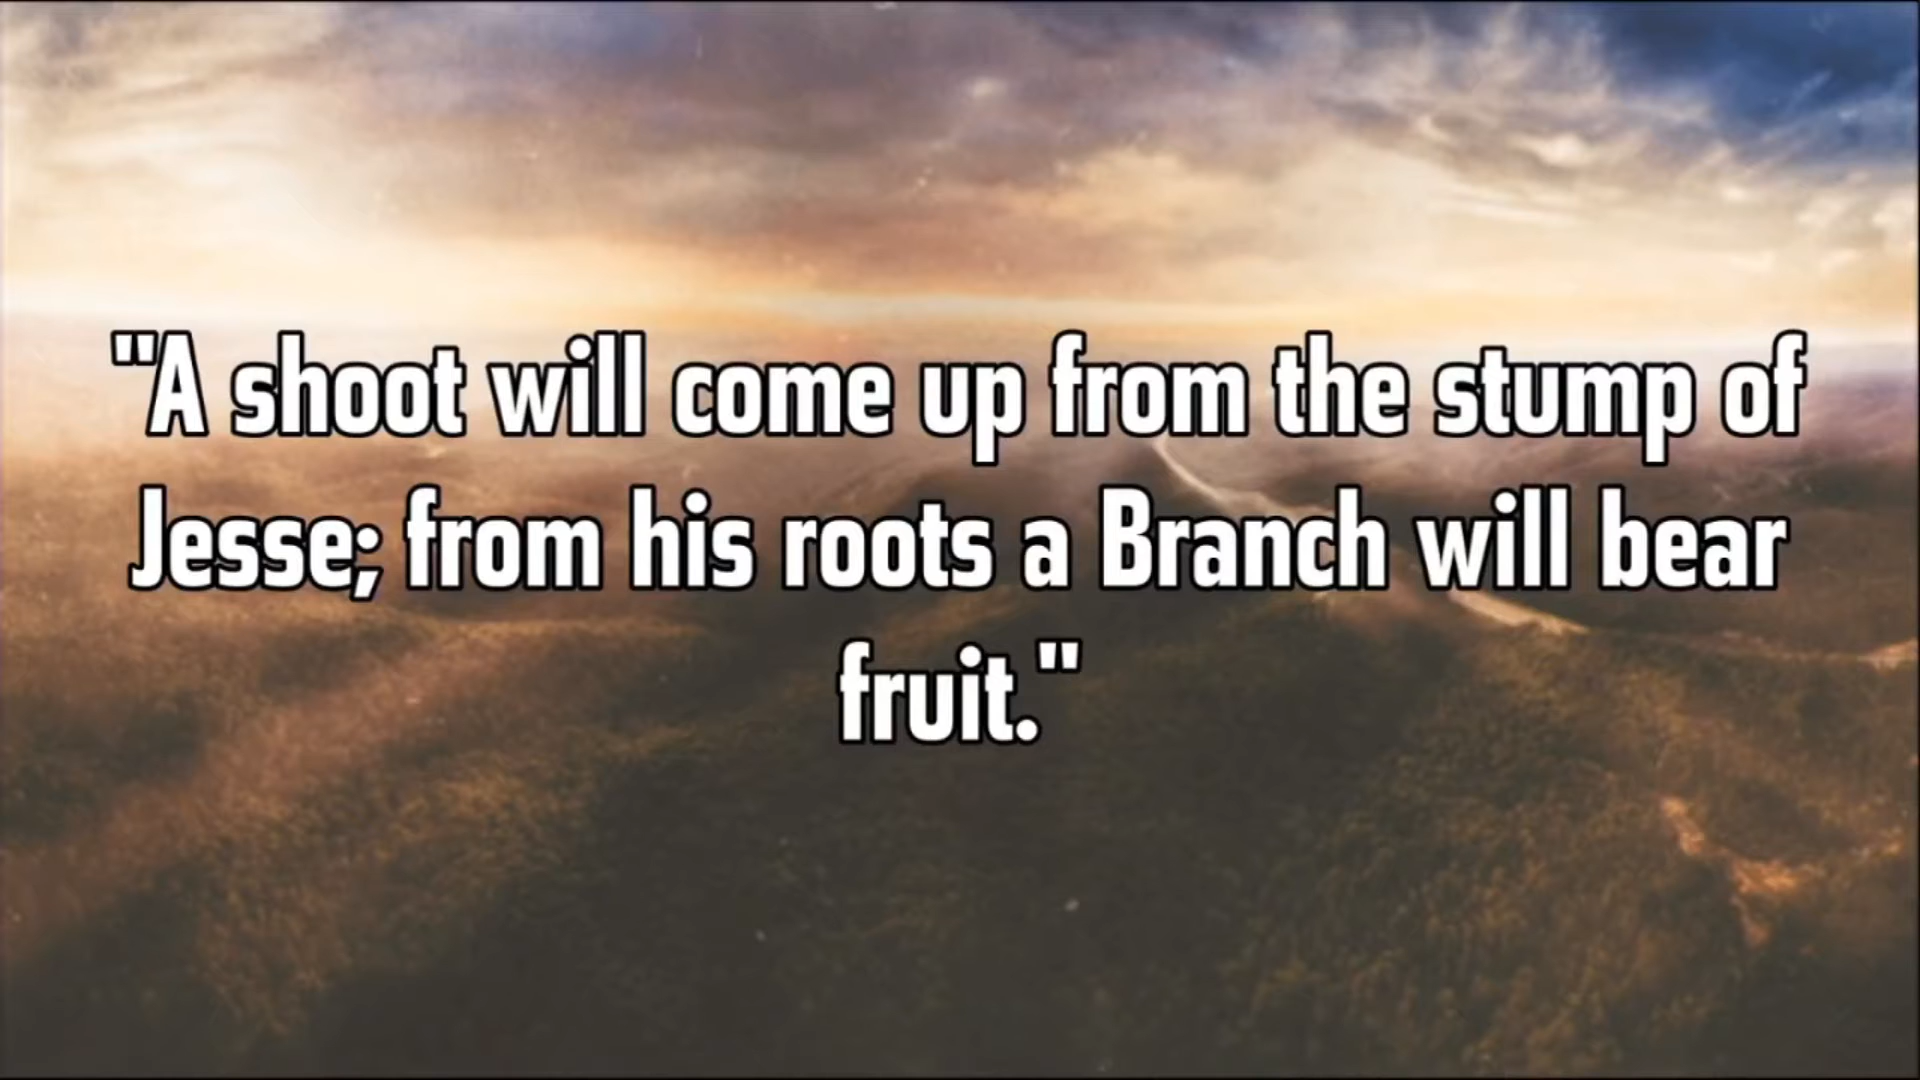 "A shoot will come up from the stump of
Jesse; from his roots a Branch will bear
fruit."